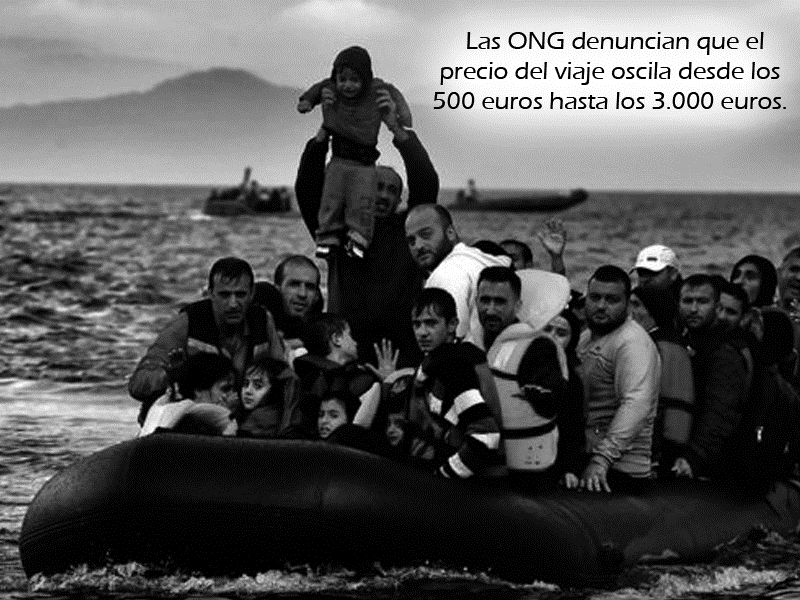 Las ONG denuncian que el
precio del viaje oscila desde los
500 euros hasta los 3.000 euros.